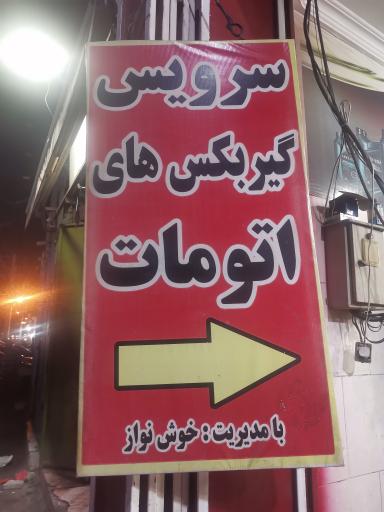 سرویس
گیربکس های
اتومات
با مدیریت : خوش نواز